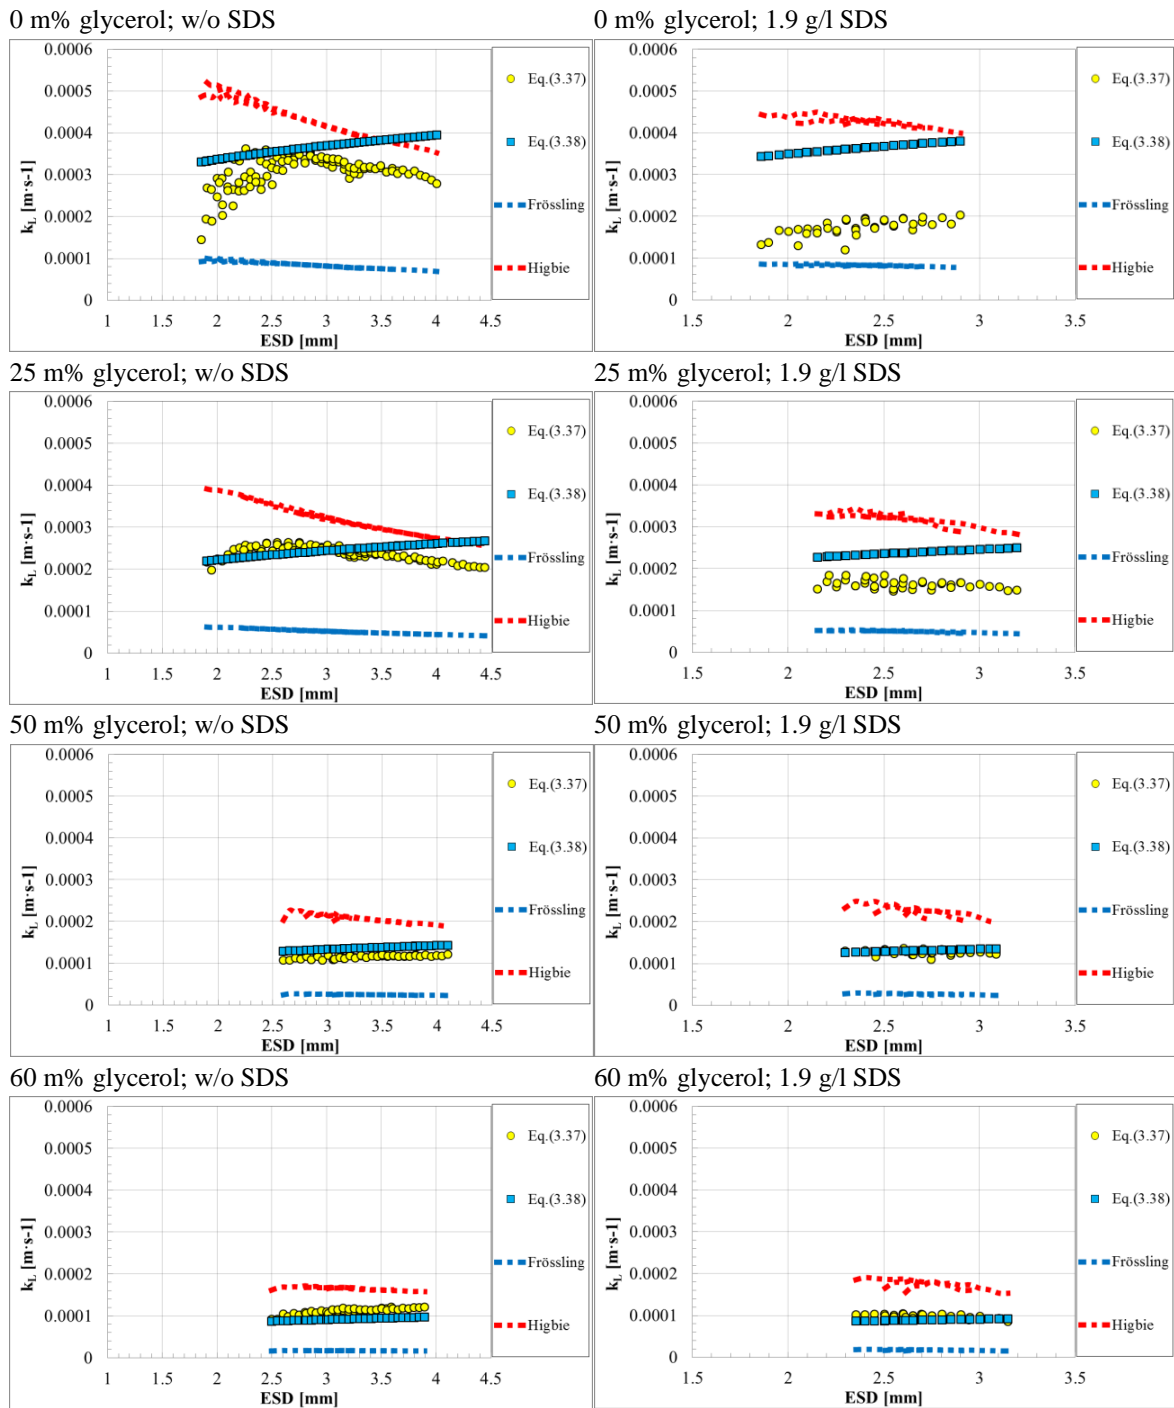 0 m% glycerol; w/o SDS
0.0006
0.0005
0.0004
0.0003
0.0002
0.0001
0
k_L [m·s-1]
1 1.5 2 2.5 3 3.5 4 4.5
ESD [mm]
Eq.(3.37)
Eq.(3.38)
Frössling
Higbie
0 m% glycerol; 1.9 g/l SDS
0.0006
0.0005
0.0004
0.0003
0.0002
0.0001
0
k_L [m·s-1]
1.5 2 2.5 3 3.5
ESD [mm]
Eq.(3.37)
Eq.(3.38)
Frössling
Higbie
25 m% glycerol; w/o SDS
0.0006
0.0005
0.0004
0.0003
0.0002
0.0001
0
k_L [m·s-1]
1 1.5 2 2.5 3 3.5 4 4.5
ESD [mm]
Eq.(3.37)
Eq.(3.38)
Frössling
Higbie
25 m% glycerol; 1.9 g/l SDS
0.0006
0.0005
0.0004
0.0003
0.0002
0.0001
0
k_L [m·s-1]
1.5 2 2.5 3 3.5
ESD [mm]
Eq.(3.37)
Eq.(3.38)
Frössling
Higbie
50 m% glycerol; w/o SDS
0.0006
0.0005
0.0004
0.0003
0.0002
0.0001
0
k_L [m·s-1]
1 1.5 2 2.5 3 3.5 4 4.5
ESD [mm]
Eq.(3.37)
Eq.(3.38)
Frössling
Higbie
50 m% glycerol; 1.9 g/l SDS
0.0006
0.0005
0.0004
0.0003
0.0002
0.0001
0
k_L [m·s-1]
1.5 2 2.5 3 3.5
ESD [mm]
Eq.(3.37)
Eq.(3.38)
Frössling
Higbie
60 m% glycerol; w/o SDS
0.0006
0.0005
0.0004
0.0003
0.0002
0.0001
0
k_L [m·s-1]
1 1.5 2 2.5 3 3.5 4 4.5
ESD [mm]
Eq.(3.37)
Eq.(3.38)
Frössling
Higbie
60 m% glycerol; 1.9 g/l SDS
0.0006
0.0005
0.0004
0.0003
0.0002
0.0001
0
k_L [m·s-1]
1.5 2 2.5 3 3.5
ESD [mm]
Eq.(3.37)
Eq.(3.38)
Frössling
Higbie